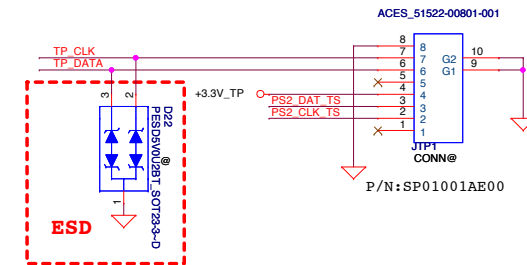 ACES_51522-00801-001
TP_CLK
TP_DATA
8 8
7 7
6 6
5 5
4 4
3 3
2 2
1 1
G2 10
G1 9
+3.3V_TP
PS2_DAT_TS
PS2_CLK_TS
JTP1
CONN@
P/N:SP01001AE00
3
2
1
D22
PESD5V0U2BT_SOT23-3~D
@
ESD